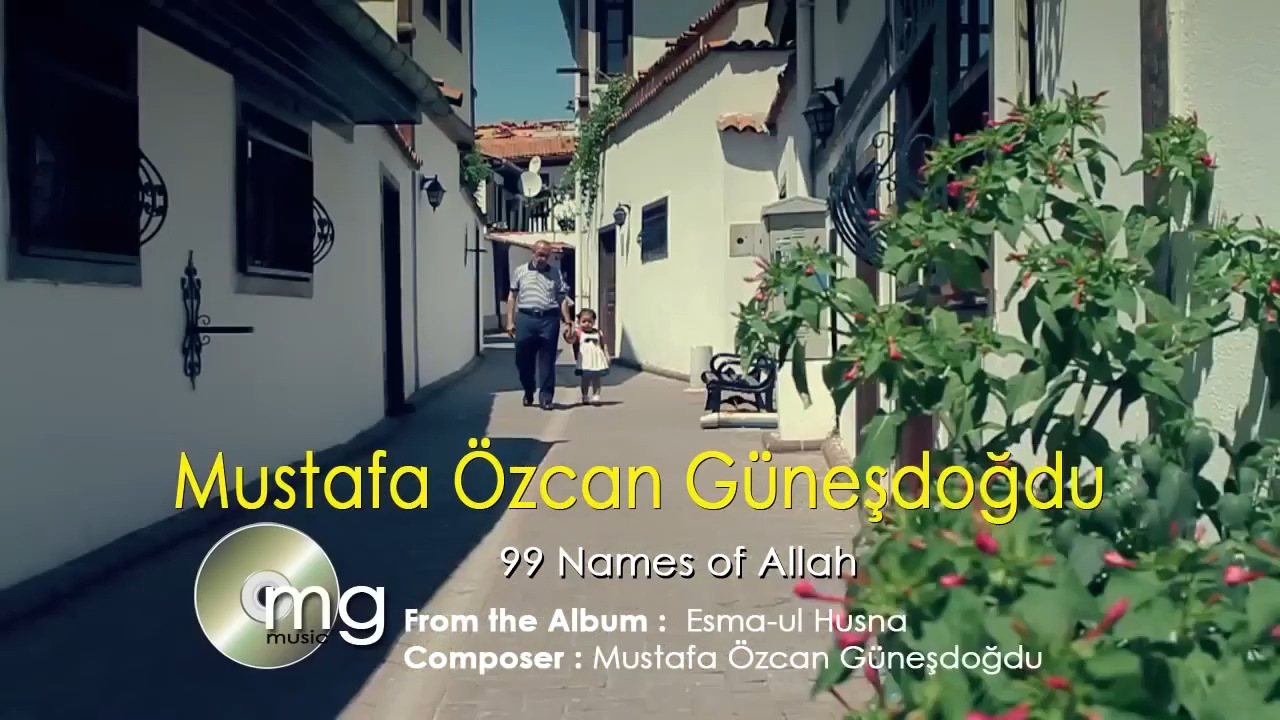 Mustafa Özcan Güneşdoğdu
99 Names of Allah
mg
music
From the Album : Esma-ul Husna
Composer : Mustafa Özcan Güneşdoğdu